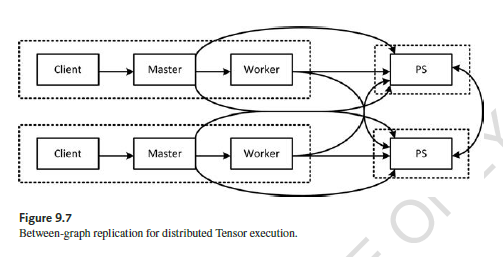 Client
Master
Worker
PS
Client
Master
Worker
PS
Figure 9.7
Between-graph replication for distributed Tensor execution.